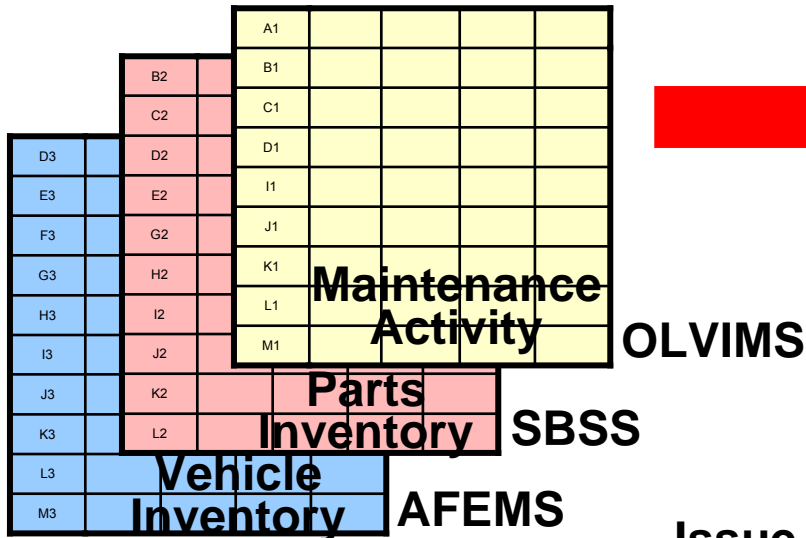 A1
B1
C1
D1
I1
J1
K1
L1
M1
Maintenance
Activity
OLVIMS
B2
C2
D2
E2
G2
H2
I2
J2
K2
L2
Parts
Inventory
SBSS
D3
E3
F3
G3
H3
I3
J3
K3
L3
M3
Vehicle
Inventory
AFEMS
Issue